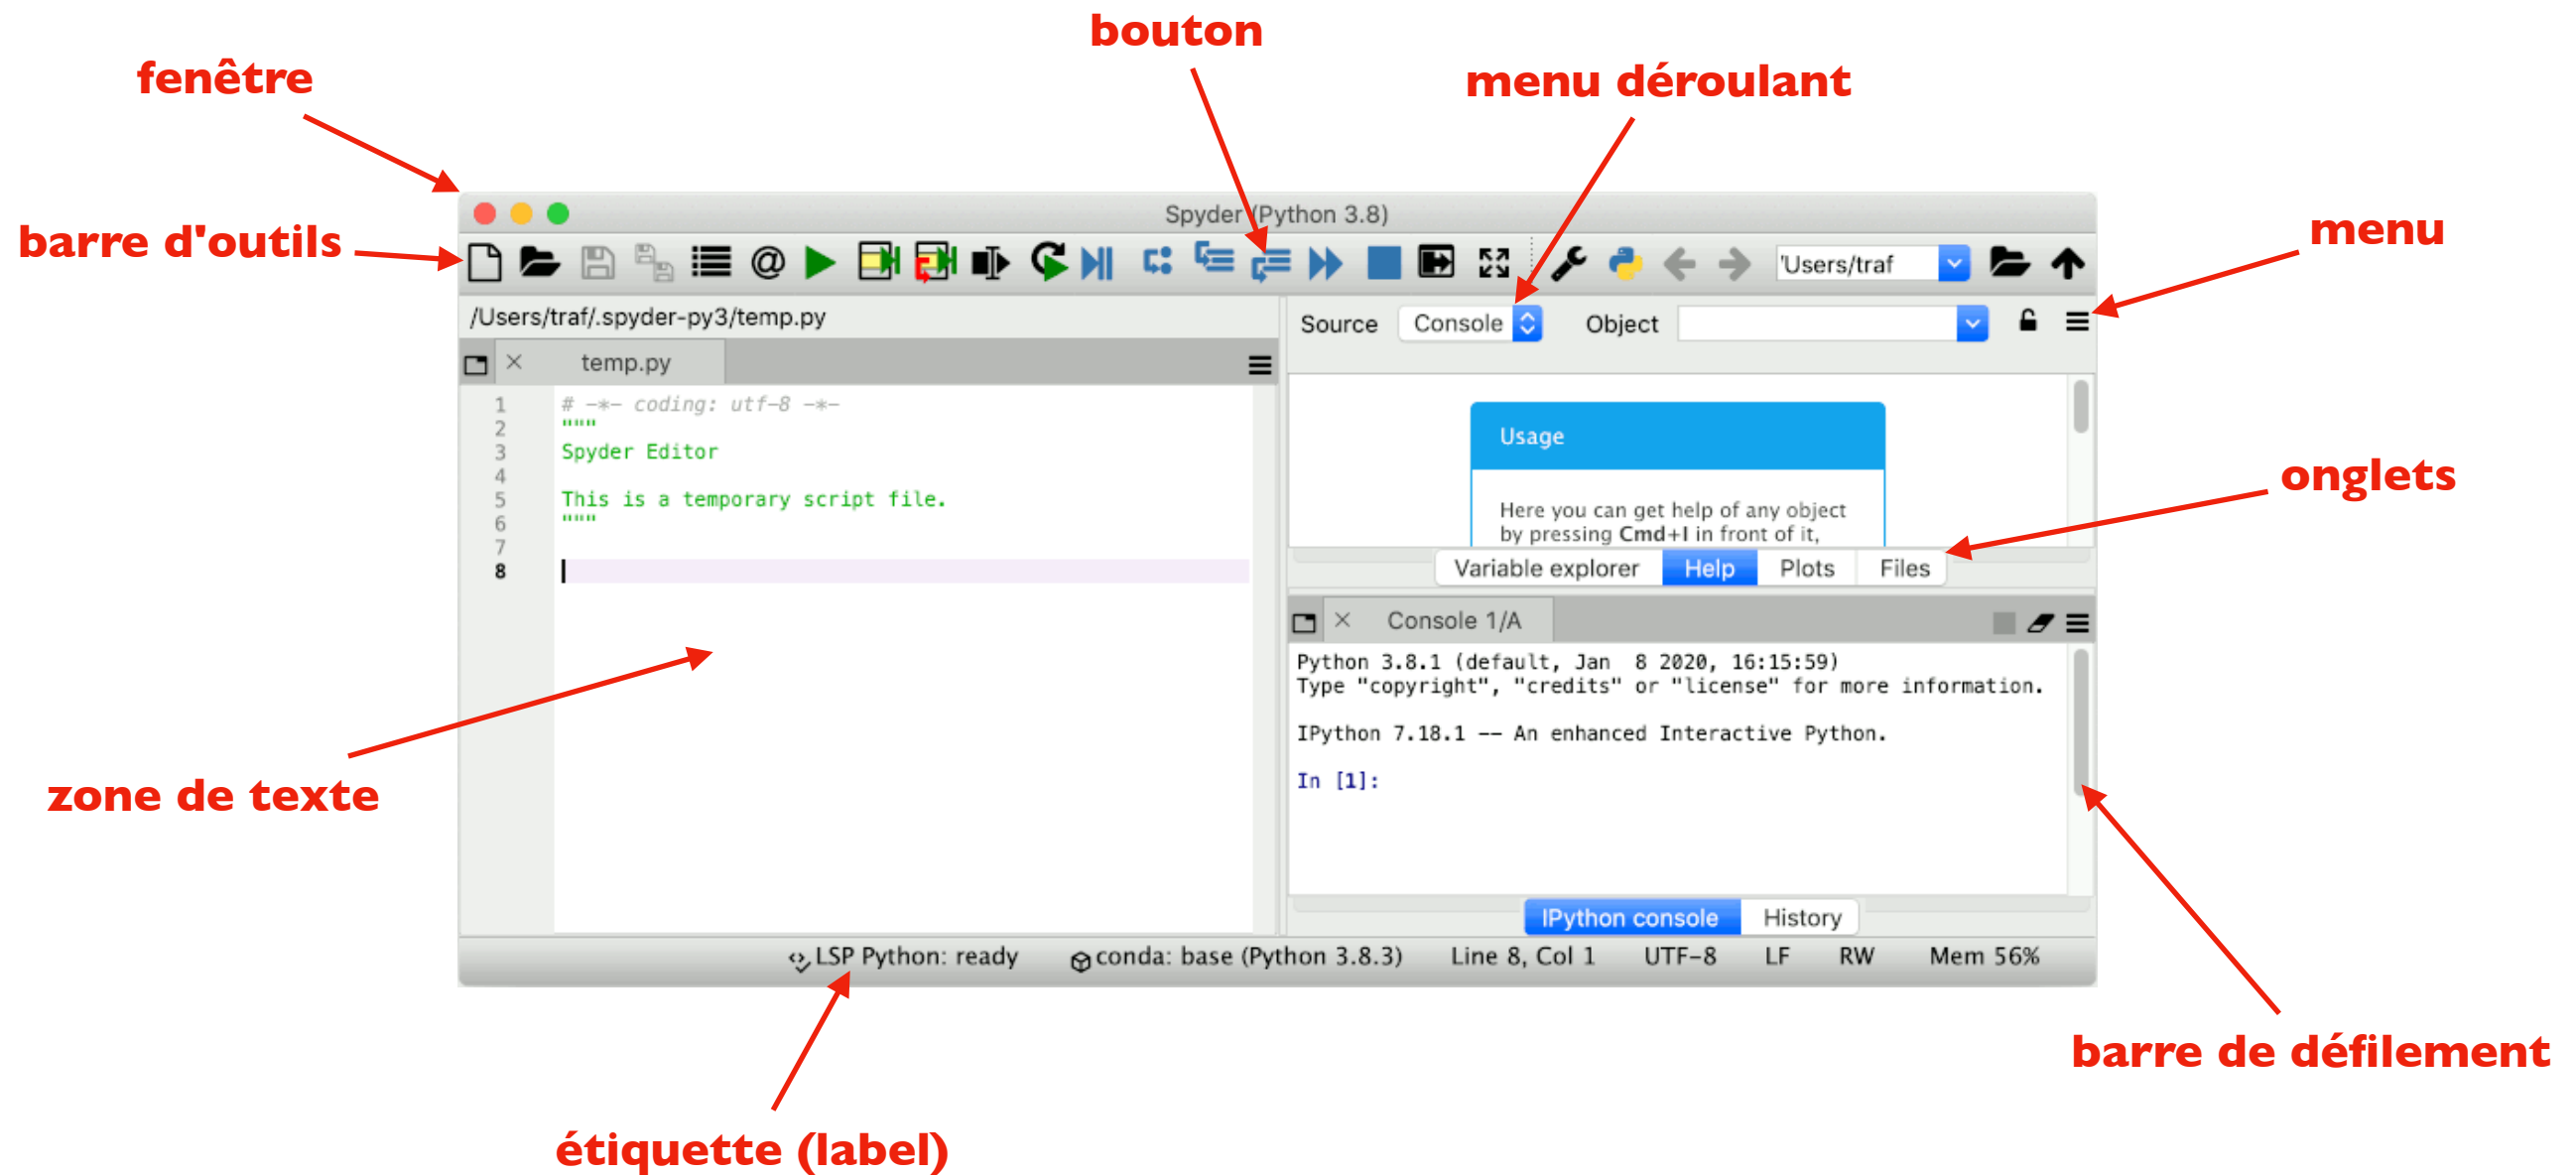 bouton
fenêtre
menu déroulant
barre d'outils
menu
Spyder (Python 3.8)
'Users/traf
/Users/traf/.spyder-py3/temp.py
Source Console Object
temp.py
1 # -*- coding: utf-8 -*-
2 """
3 Spyder Editor
4
5 This is a temporary script file.
6 """
7
8
Usage
Here you can get help of any object
by pressing Cmd+I in front of it,
onglets
Variable explorer Help Plots Files
Console 1/A
Python 3.8.1 (default, Jan  8 2020, 16:15:59)
Type "copyright", "credits" or "license" for more information.
IPython 7.18.1 -- An enhanced Interactive Python.
In [1]:
zone de texte
IPython console History
LSP Python: ready conda: base (Python 3.8.3) Line 8, Col 1 UTF-8 LF RW Mem 56%
barre de défilement
étiquette (label)